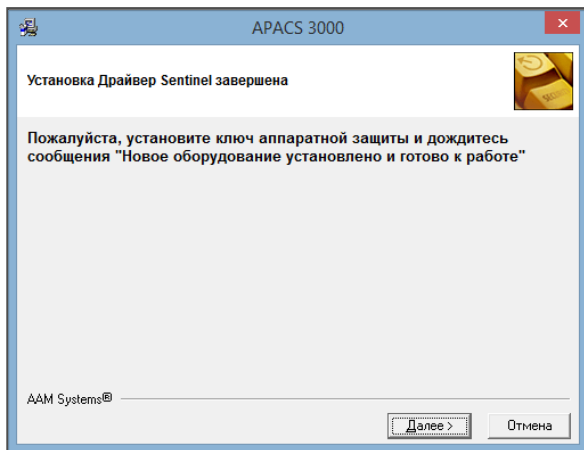 APACS 3000
Установка Драйвер Sentinel завершена
Пожалуйста, установите ключ аппаратной защиты и дождитесь
сообщения "Новое оборудование установлено и готово к работе"
AAM Systems®
Далее >
Отмена